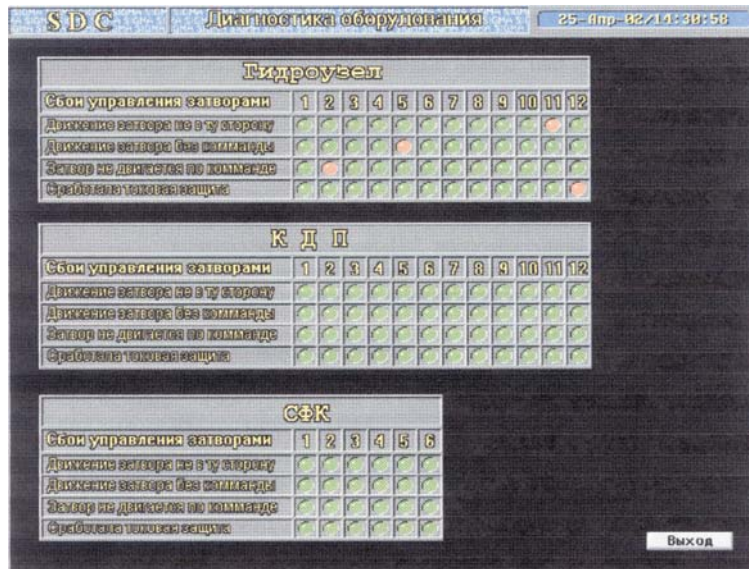 SDC Диагностика оборудования 25-Апр-02/14:30:58
Гидроузел
Сбои управления затворами 1 2 3 4 5 6 7 8 9 10 11 12
Движение затвора не в ту сторону
Движение затвора без комманды
Затвор не двигается по комманде
Сработала токовая защита
К Д П
Сбои управления затворами 1 2 3 4 5 6 7 8 9 10 11 12
Движение затвора не в ту сторону
Движение затвора без комманды
Затвор не двигается по комманде
Сработала токовая защита
СФК
Сбои управления затворами 1 2 3 4 5 6
Движение затвора не в ту сторону
Движение затвора без комманды
Затвор не двигается по комманде
Сработала токовая защита
Выход